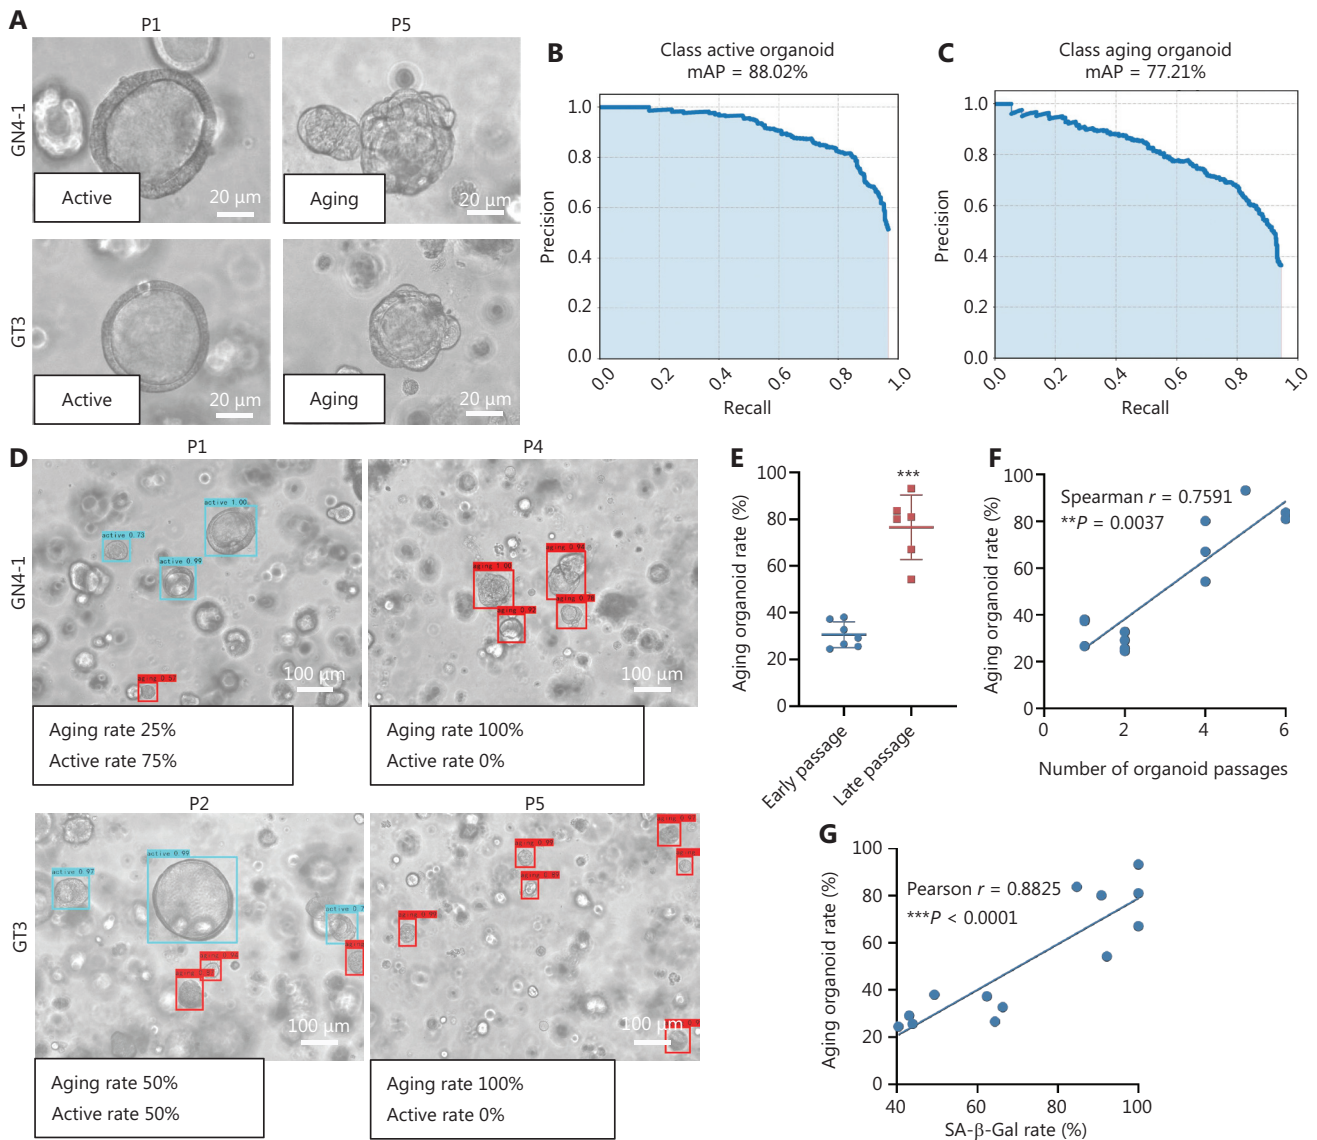 A
P1
P5
GN4-1
Active
20 µm
Aging
20 µm
GT3
Active
20 µm
Aging
20 µm
B
Class active organoid
mAP = 88.02%
Precision
1.0
0.8
0.6
0.4
0.2
0.0
0.0
0.2
0.4
0.6
0.8
1.0
Recall
C
Class aging organoid
mAP = 77.21%
Precision
1.0
0.8
0.6
0.4
0.2
0.0
0.0
0.2
0.4
0.6
0.8
1.0
Recall
D
P1
P4
GN4-1
active 1.00
active 0.73
active 0.99
100 µm
Aging rate 25%
Active rate 75%
aging 1.00
100 µm
Aging rate 100%
Active rate 0%
P2
P5
GT3
active 0.99
active 0.97
100 µm
Aging rate 50%
Active rate 50%
100 µm
Aging rate 100%
Active rate 0%
E
Aging organoid rate (%)
100
80
60
40
20
0
***
Early passage
Late passage
F
Aging organoid rate (%)
100
80
60
40
20
0
Spearman r = 0.7591
**P = 0.0037
0
2
4
6
Number of organoid passages
G
Aging organoid rate (%)
100
80
60
40
20
0
Pearson r = 0.8825
***P < 0.0001
40
60
80
100
SA-β-Gal rate (%)